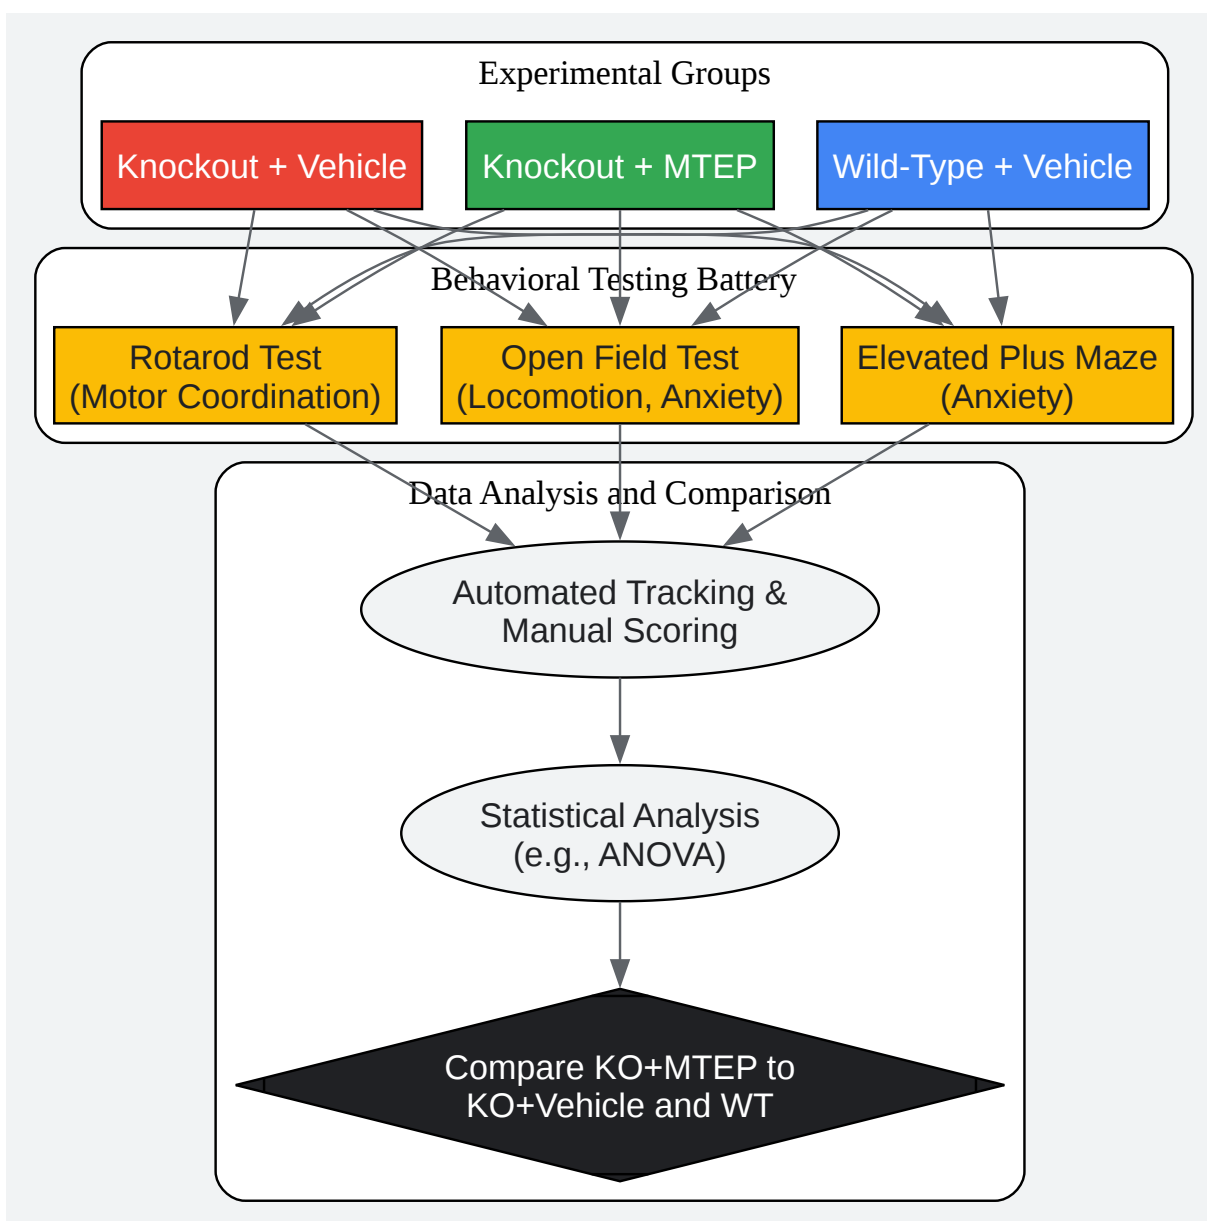 Experimental Groups
Knockout + Vehicle
Knockout + MTEP
Wild-Type + Vehicle
Behavioral Testing Battery
Rotarod Test
(Motor Coordination)
Open Field Test
(Locomotion, Anxiety)
Elevated Plus Maze
(Anxiety)
Data Analysis and Comparison
Automated Tracking &
Manual Scoring
Statistical Analysis
(e.g., ANOVA)
Compare KO+MTEP to
KO+Vehicle and WT